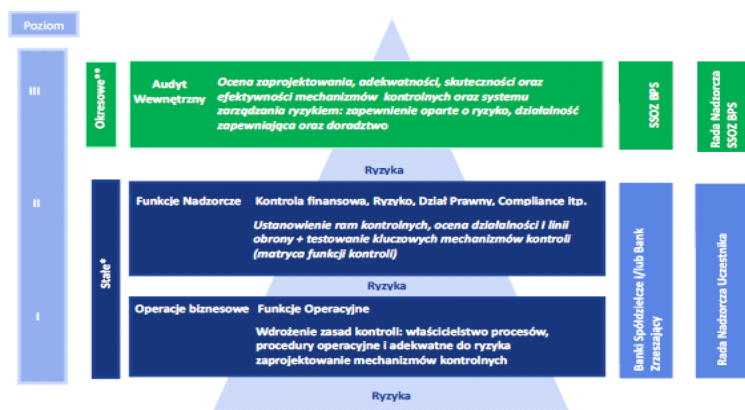 Poziom
III
Okresowe**
Audyt
Wewnętrzny
Ocena zaprojektowania, adekwatności, skuteczności oraz
efektywności mechanizmów kontrolnych oraz systemu
zarządzania ryzykiem: zapewnienie oparte o ryzyko, działalność
zapewniająca oraz doradztwo
SSOZ BPS
Rada Nadzorcza
SSOZ BPS
Ryzyka
II
Stałe*
Funkcje Nadzorcze
Kontrola finansowa, Ryzyko, Dział Prawny, Compliance itp.
Ustanowienie ram kontrolnych, ocena działalności I linii
obrony + testowanie kluczowych mechanizmów kontroli
(matryca funkcji kontroli)
Ryzyka
I
Operacje biznesowe
Funkcje Operacyjne
Wdrożenie zasad kontroli: właścicielstwo procesów,
procedury operacyjne i adekwatne do ryzyka
zaprojektowanie mechanizmów kontrolnych
Banki Spółdzielcze i/lub Bank
Zrzeszający
Rada Nadzorcza Uczestnika
Ryzyka